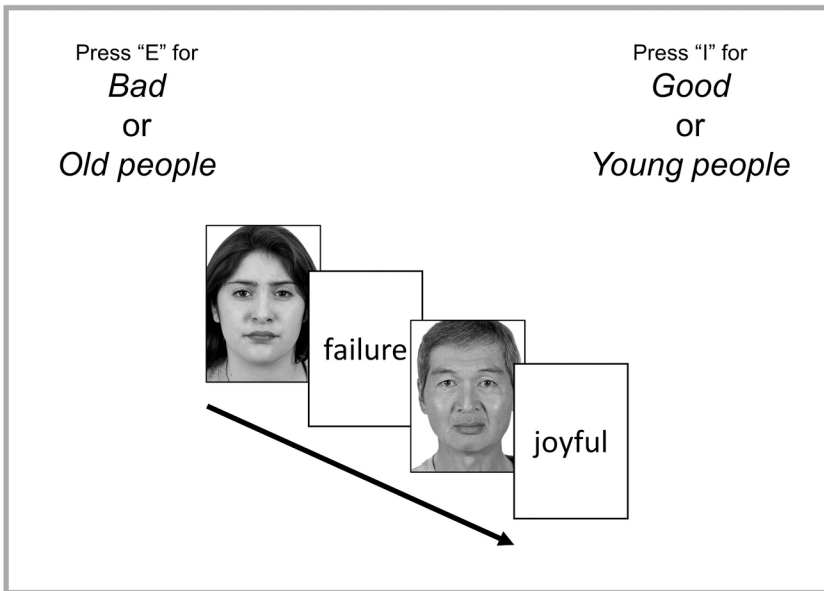 Press “E” for
Bad
or
Old people
Press “I” for
Good
or
Young people
failure
joyful